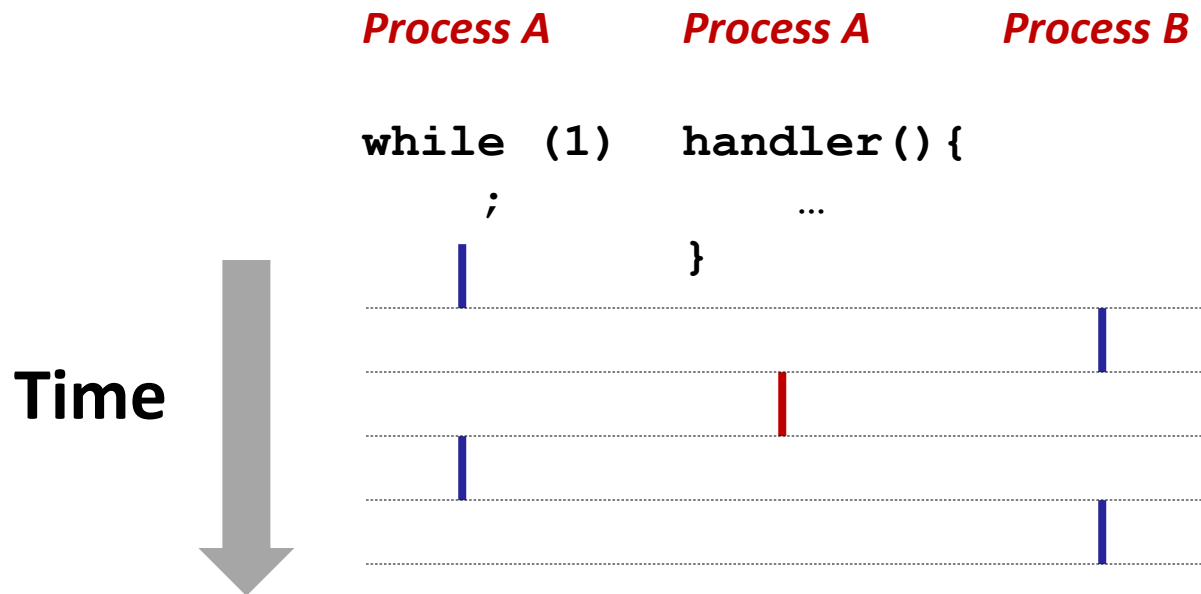 Process A Process A Process B
while (1) handler(){
; …
}
Time